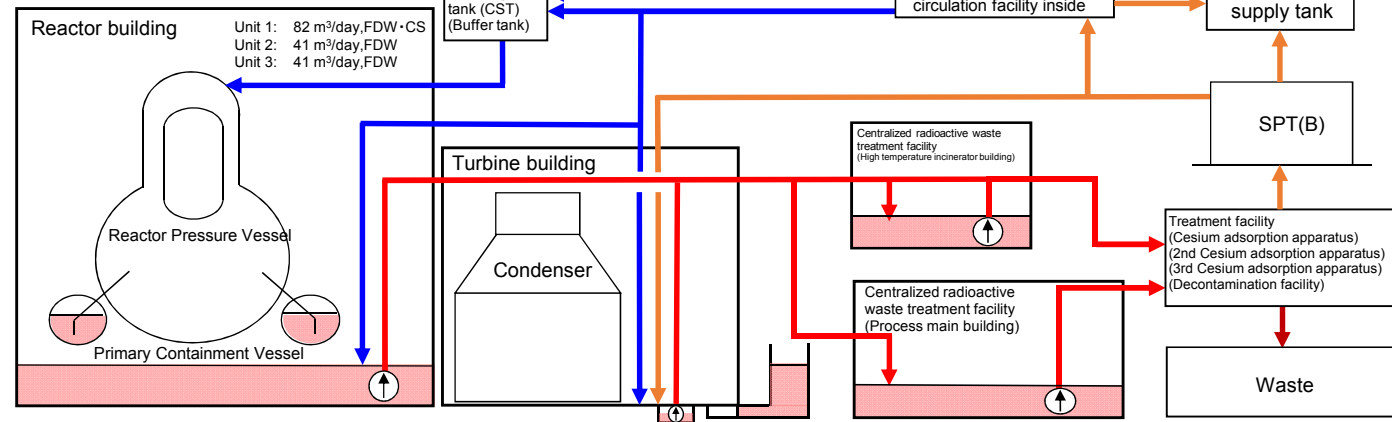 tank (CST)
(Buffer tank)
circulation facility inside
supply tank
Reactor building
Unit 1: 82 m³/day,FDW・CS
Unit 2: 41 m³/day,FDW
Unit 3: 41 m³/day,FDW
Reactor Pressure Vessel
Primary Containment Vessel
Turbine building
Condenser
Centralized radioactive waste
treatment facility
(High temperature incinerator building)
Centralized radioactive
waste treatment facility
(Process main building)
SPT(B)
Treatment facility
(Cesium adsorption apparatus)
(2nd Cesium adsorption apparatus)
(3rd Cesium adsorption apparatus)
(Decontamination facility)
Waste